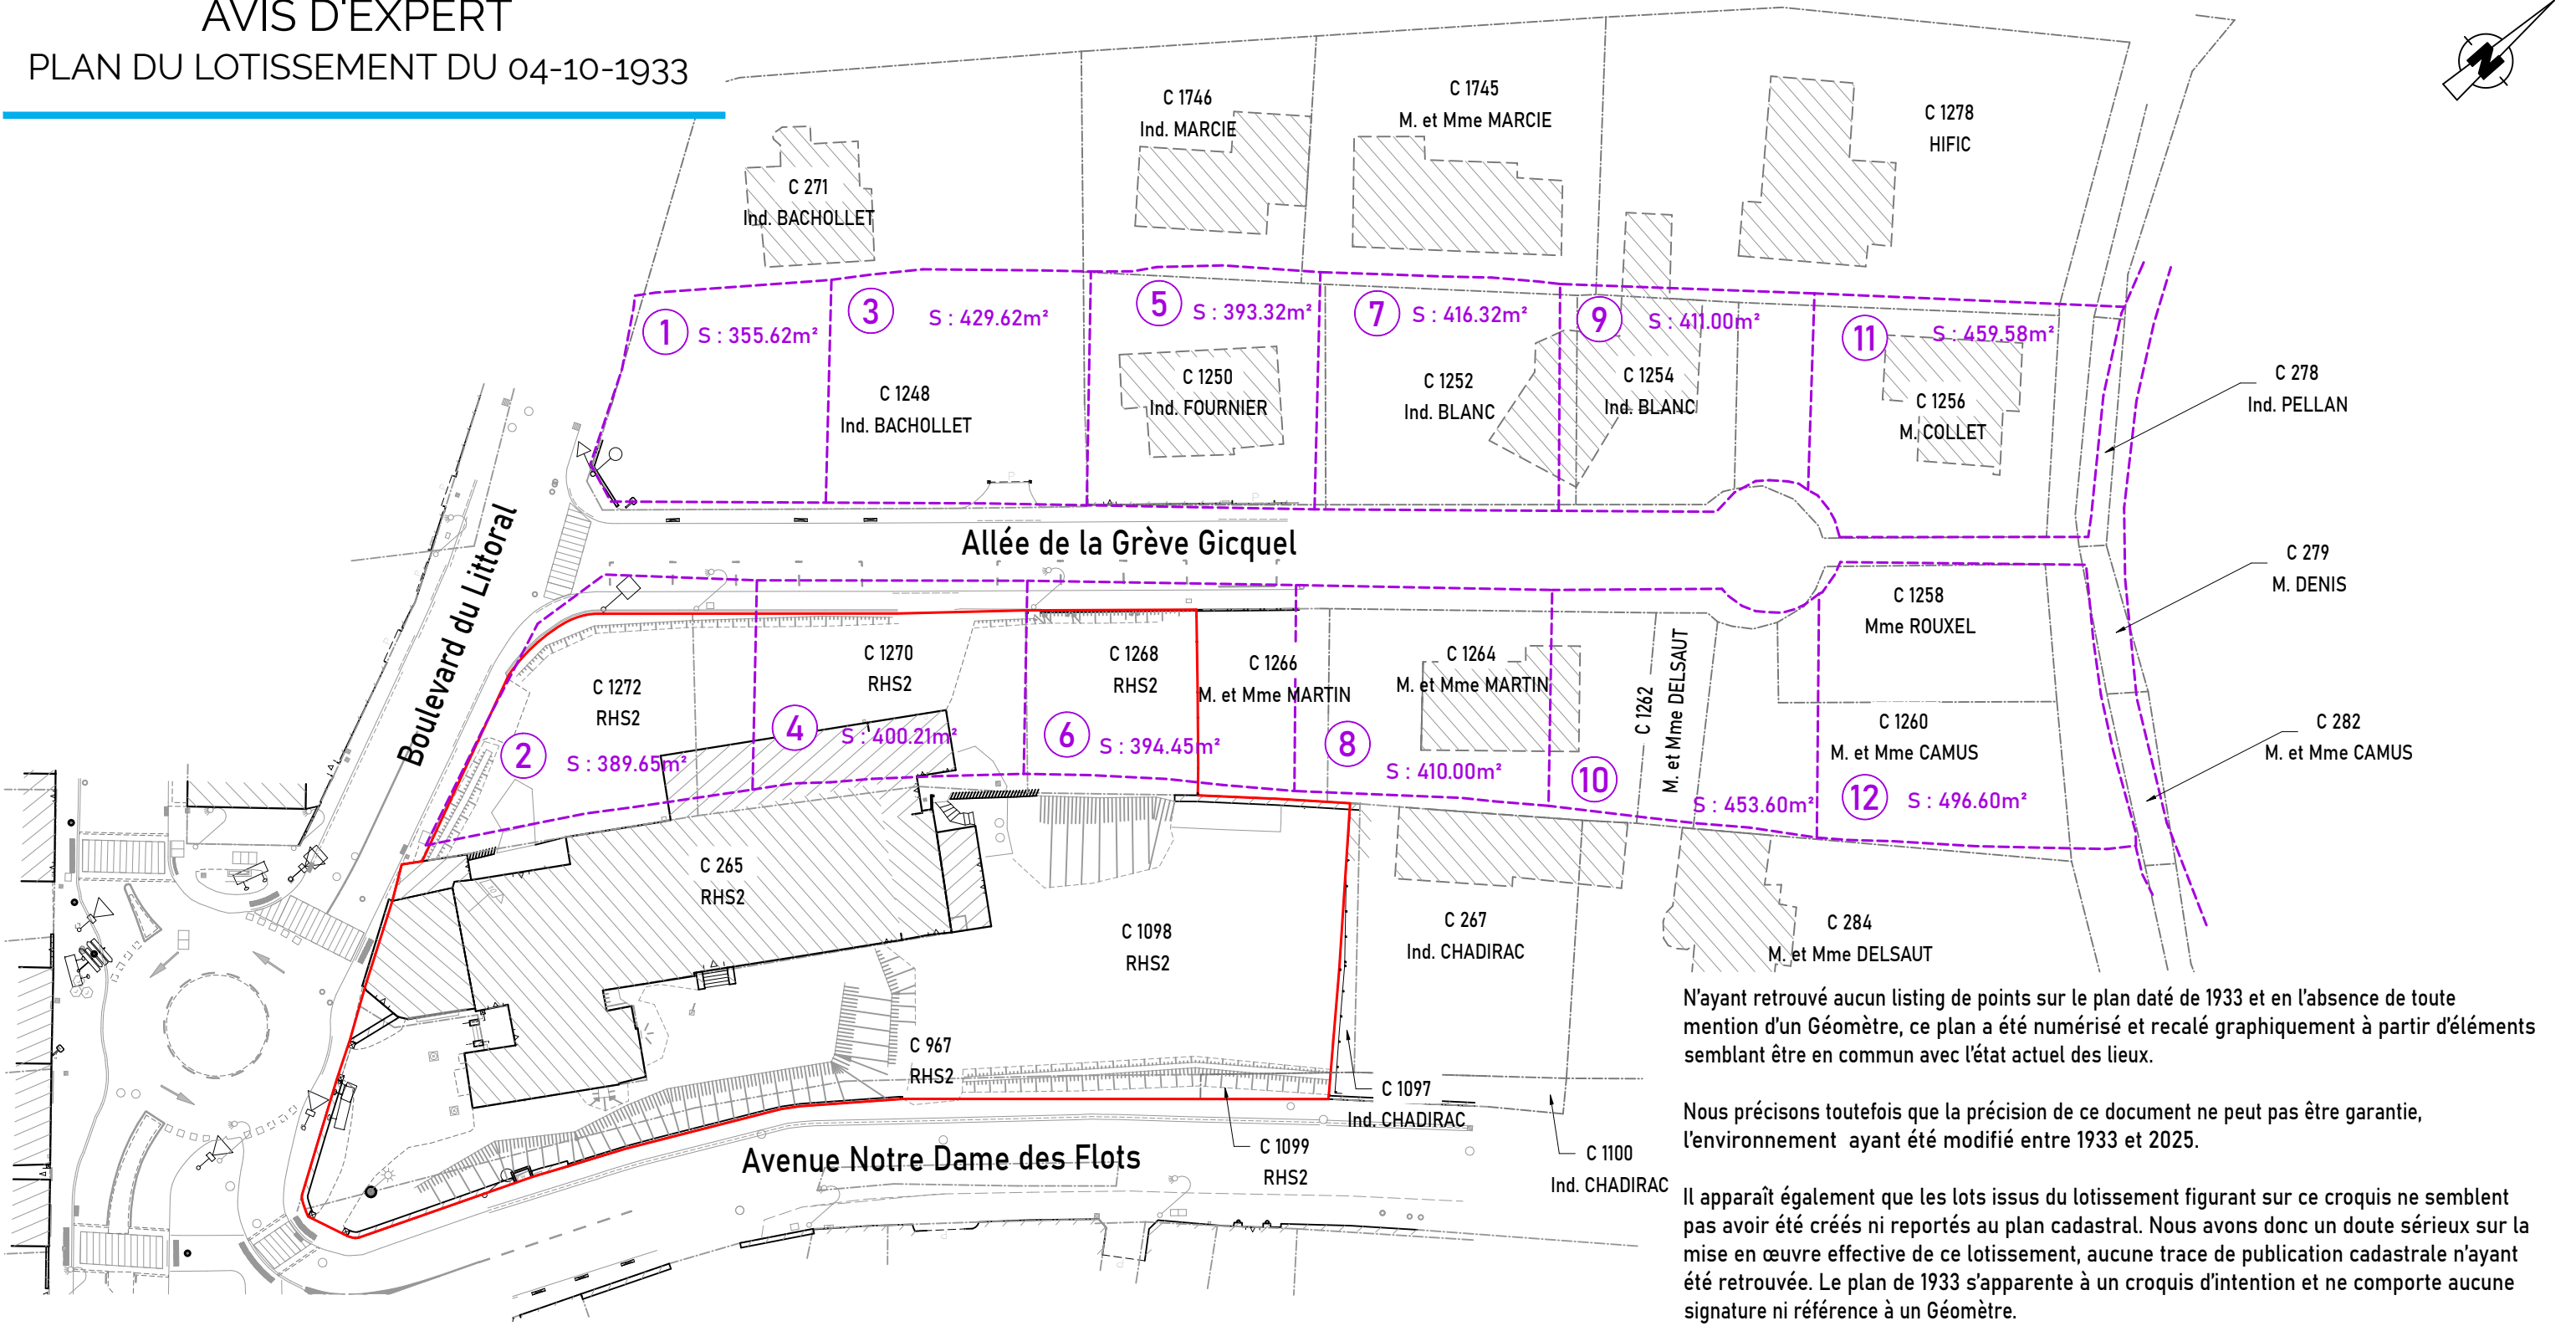 AVIS D'EXPERT
PLAN DU LOTISSEMENT DU 04-10-1933
N
C 1746
Ind. MARCIE
C 1745
M. et Mme MARCIE
C 1278
HIFIC
C 271
Ind. BACHOLLET
1
S : 355.62m²
3
S : 429.62m²
5
S : 393.32m²
7
S : 416.32m²
9
S : 411.00m²
11
S : 459.58m²
C 1248
Ind. BACHOLLET
C 1250
Ind. FOURNIER
C 1252
Ind. BLANC
C 1254
Ind. BLANC
C 1256
M. COLLET
C 278
Ind. PELLAN
Boulevard du Littoral
Allée de la Grève Gicquel
C 279
M. DENIS
C 1272
RHS2
C 1270
RHS2
C 1268
RHS2
C 1266
M. et Mme MARTIN
C 1264
M. et Mme MARTIN
C 1262
M. et Mme DELSAUT
C 1258
Mme ROUXEL
C 1260
M. et Mme CAMUS
C 282
M. et Mme CAMUS
2
S : 389.65m²
4
S : 400.21m²
6
S : 394.45m²
8
S : 410.00m²
10
S : 453.60m²
12
S : 496.60m²
C 265
RHS2
C 1098
RHS2
C 267
Ind. CHADIRAC
C 284
M. et Mme DELSAUT
C 967
RHS2
C 1097
Ind. CHADIRAC
C 1099
RHS2
C 1100
Ind. CHADIRAC
Avenue Notre Dame des Flots
N'ayant retrouvé aucun listing de points sur le plan daté de 1933 et en l'absence de toute
mention d'un Géomètre, ce plan a été numérisé et recalé graphiquement à partir d'éléments
semblant être en commun avec l'état actuel des lieux.
Nous précisons toutefois que la précision de ce document ne peut pas être garantie,
l'environnement ayant été modifié entre 1933 et 2025.
Il apparaît également que les lots issus du lotissement figurant sur ce croquis ne semblent
pas avoir été créés ni reportés au plan cadastral. Nous avons donc un doute sérieux sur la
mise en œuvre effective de ce lotissement, aucune trace de publication cadastrale n'ayant
été retrouvée. Le plan de 1933 s'apparente à un croquis d'intention et ne comporte aucune
signature ni référence à un Géomètre.